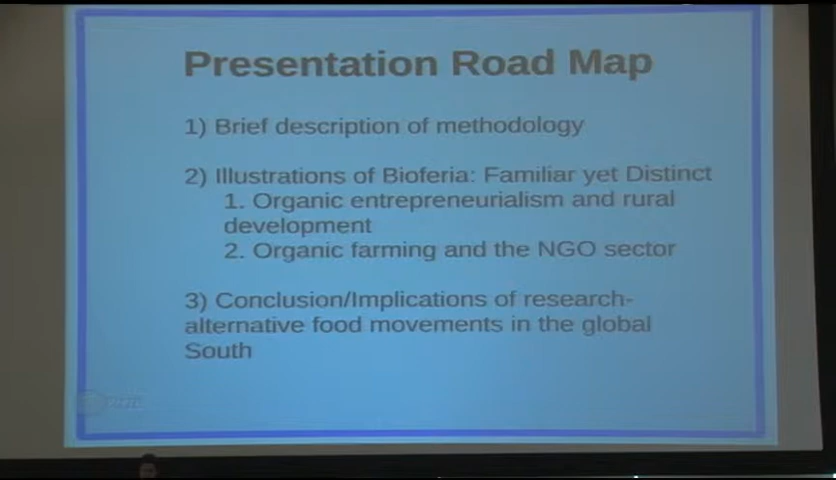 Presentation Road Map
1) Brief description of methodology
2) Illustrations of Bioferia: Familiar yet Distinct
1. Organic entrepreneurialism and rural
development
2. Organic farming and the NGO sector
3) Conclusion/Implications of research-
alternative food movements in the global
South